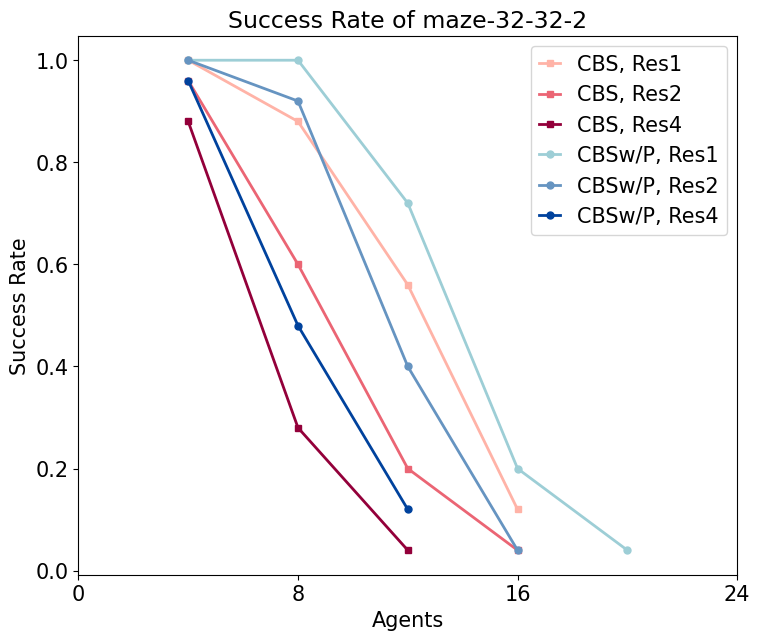 Success Rate of maze-32-32-2
CBS, Res1
CBS, Res2
CBS, Res4
CBSw/P, Res1
CBSw/P, Res2
CBSw/P, Res4
Success Rate
1.0
0.8
0.6
0.4
0.2
0.0
0 8 16 24
Agents